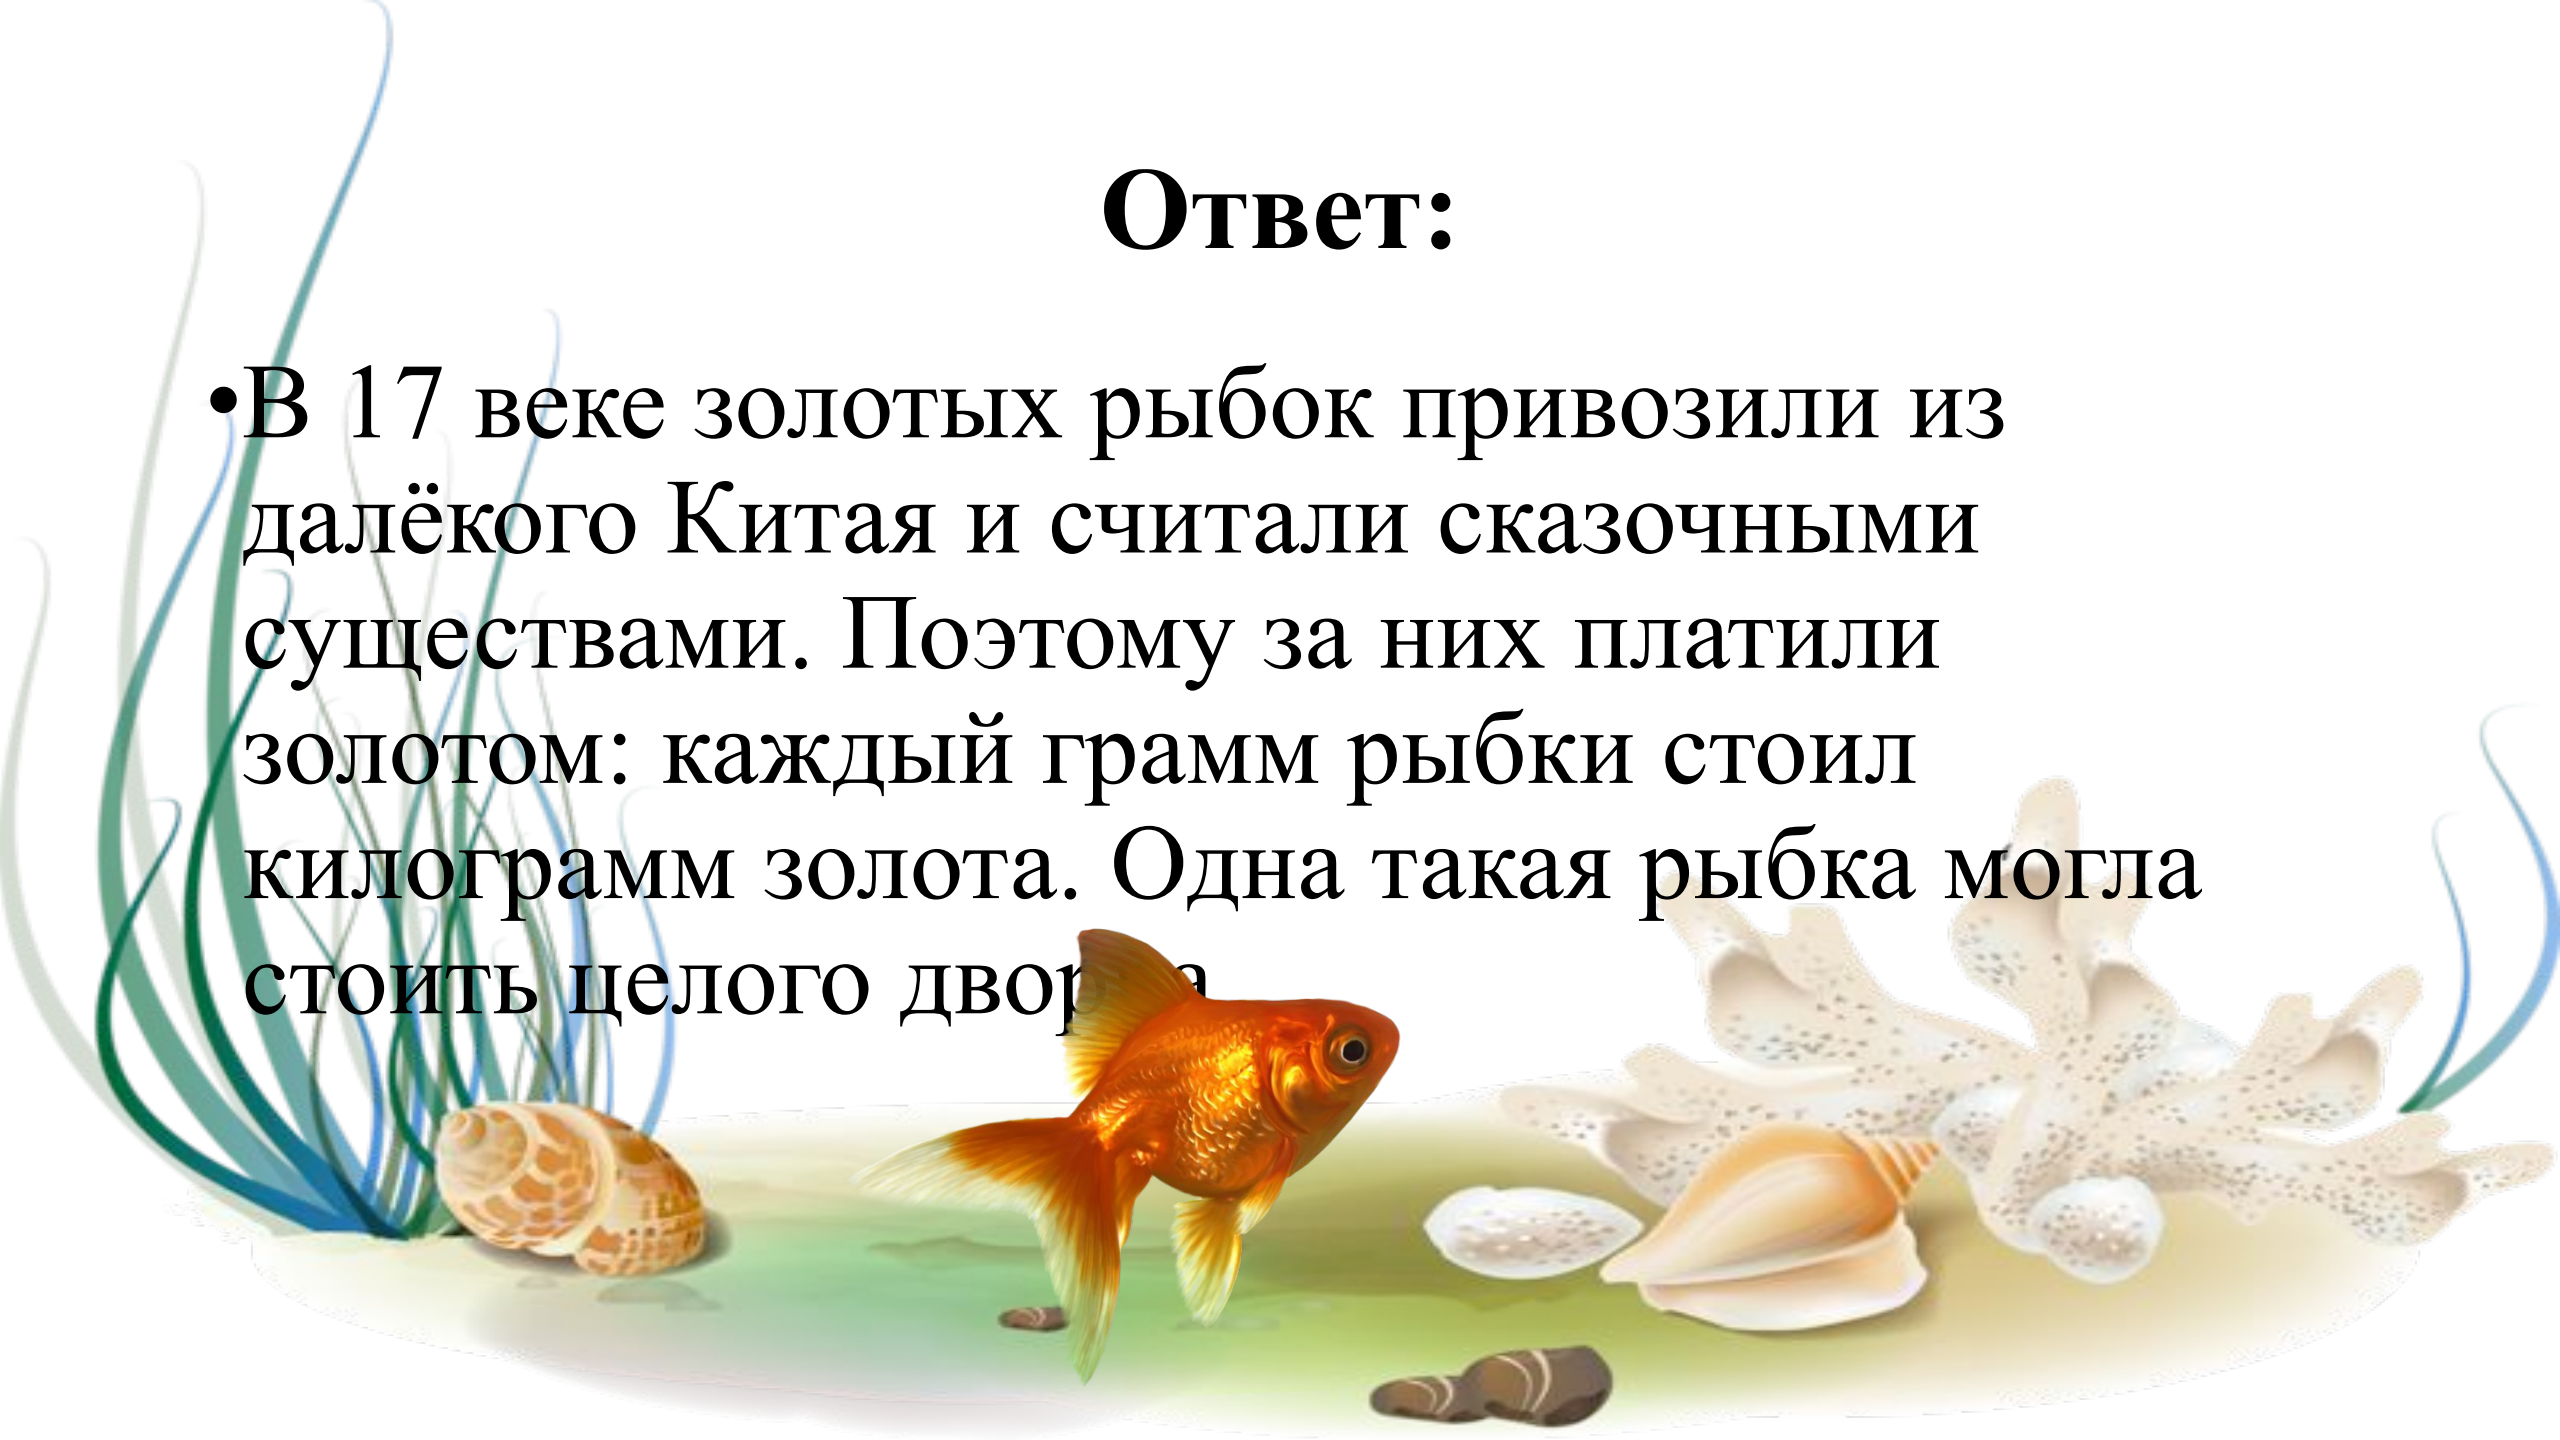 Ответ:
•В 17 веке золотых рыбок привозили из
далёкого Китая и считали сказочными
существами. Поэтому за них платили
золотом: каждый грамм рыбки стоил
килограмм золота. Одна такая рыбка могла
стоить целого